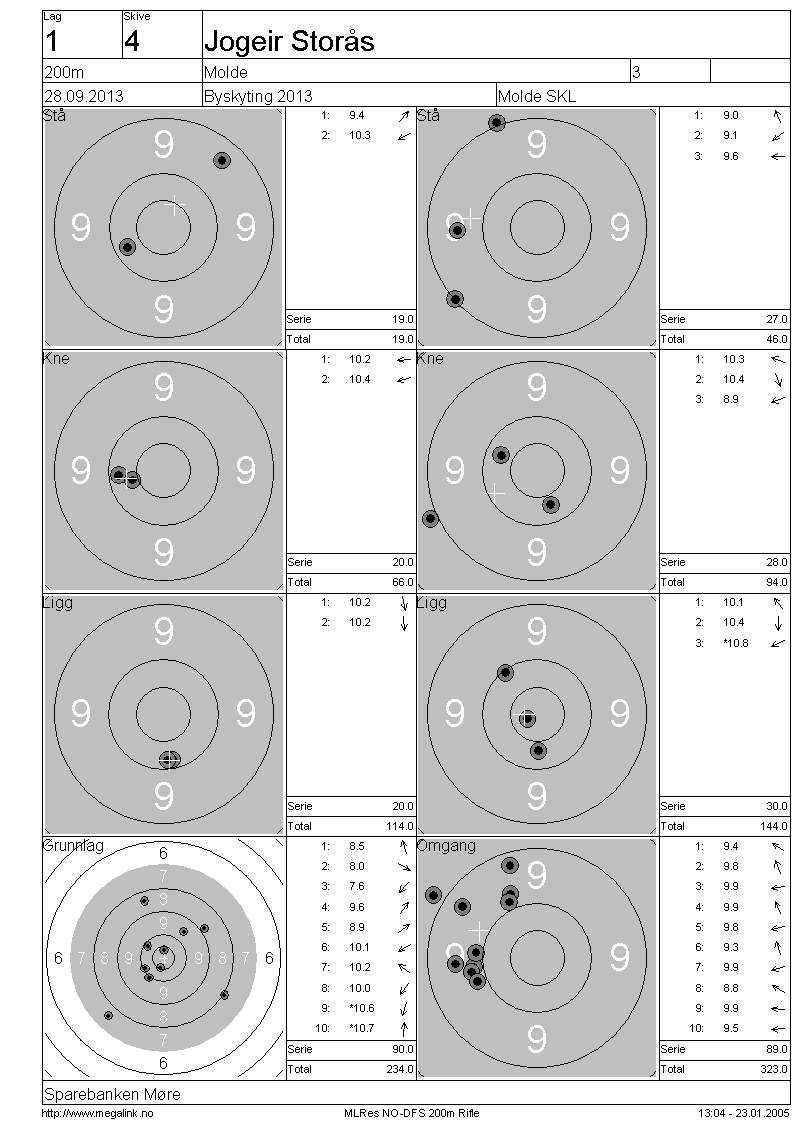 Lag Skive
1 4 Jogeir Storås
200m Molde 3
28.09.2013 Byskyting 2013 Molde SKL
Stå
9
9 9
9
1: 9.4
2: 10.3
Serie 19.0
Total 19.0
Stå
9
9 9
9
1: 9.0
2: 9.1
3: 9.6
Serie 27.0
Total 46.0
Kne
9
9 9
9
1: 10.2
2: 10.4
Serie 20.0
Total 66.0
Kne
9
9 9
9
1: 10.3
2: 10.4
3: 8.9
Serie 28.0
Total 94.0
Ligg
9
9 9
9
1: 10.2
2: 10.2
Serie 20.0
Total 114.0
Ligg
9
9 9
9
1: 10.1
2: 10.4
3: *10.8
Serie 30.0
Total 144.0
Grunnlag
6
7
8
9
6 7 8 9 9 8 7 6
9
8
7
6
1: 8.5
2: 8.0
3: 7.6
4: 9.6
5: 8.9
6: 10.1
7: 10.2
8: 10.0
9: *10.6
10: *10.7
Serie 90.0
Total 234.0
Omgang
9
9 9
9
1: 9.4
2: 9.8
3: 9.9
4: 9.9
5: 9.8
6: 9.3
7: 9.9
8: 8.8
9: 9.9
10: 9.5
Serie 89.0
Total 323.0
Sparebanken Møre
http://www.megalink.no MLRes NO-DFS 200m Rifle 13:04 - 23.01.2005